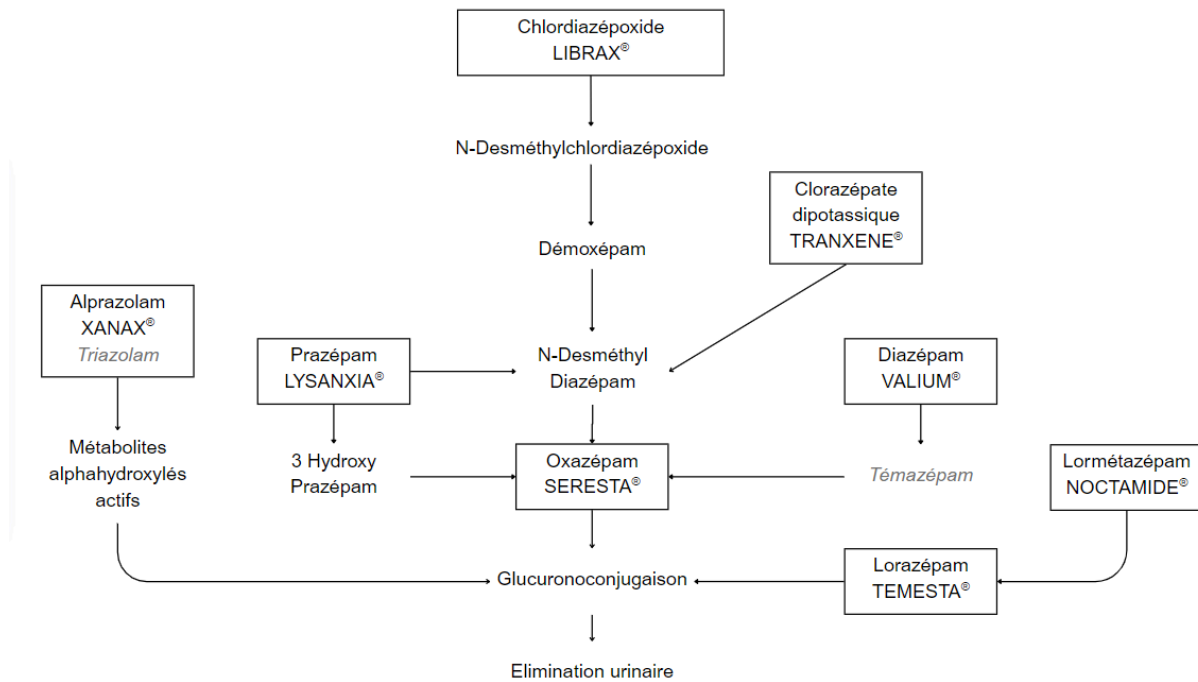 Chlordiazépoxide
LIBRAX®
N-Desméthylchlordiazépoxide
Clorazépate
dipotassique
TRANXENE®
Démoxépam
Alprazolam
XANAX®
Triazolam
Prazépam
LYSANXIA®
N-Desméthyl
Diazépam
Diazépam
VALIUM®
Métabolites
alphahydroxylés
actifs
3 Hydroxy
Prazépam
Oxazépam
SERESTA®
Témazépam
Lormétazépam
NOCTAMIDE®
Glucuronoconjugaison
Lorazépam
TEMESTA®
Elimination urinaire